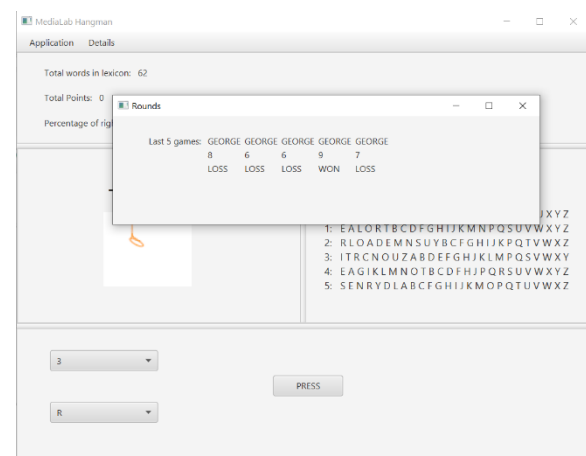 MediaLab Hangman
Application Details
Total words in lexicon: 62
Total Points: 0
Percentage of rig
Rounds
Last 5 games: GEORGE GEORGE GEORGE GEORGE GEORGE
8 6 6 9 7
LOSS LOSS LOSS WON LOSS
J X Y Z
1: E A L O R T B C D F G H I J K M N P Q S U V W X Y Z
2: R L O A D E M N S U Y B C F G H I J K P Q T V W X Z
3: I T R C N O U Z A B D E F G H J K L M P Q S V W X Y
4: E A G I K L M N O T B C D F H J P Q R S U V W X Y Z
5: S E N R Y D L A B C F G H I J K M O P Q T U V W X Z
3
PRESS
R